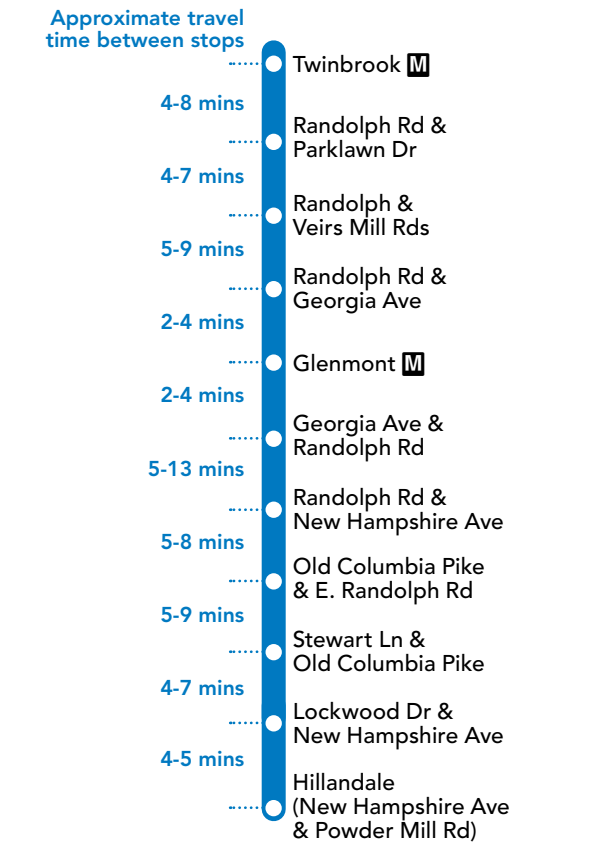 Approximate travel
time between stops
Twinbrook M
4-8 mins
Randolph Rd &
Parklawn Dr
4-7 mins
Randolph &
Veirs Mill Rds
5-9 mins
Randolph Rd &
Georgia Ave
2-4 mins
Glenmont M
2-4 mins
Georgia Ave &
Randolph Rd
5-13 mins
Randolph Rd &
New Hampshire Ave
5-8 mins
Old Columbia Pike
& E. Randolph Rd
5-9 mins
Stewart Ln &
Old Columbia Pike
4-7 mins
Lockwood Dr &
New Hampshire Ave
4-5 mins
Hillandale
(New Hampshire Ave
& Powder Mill Rd)